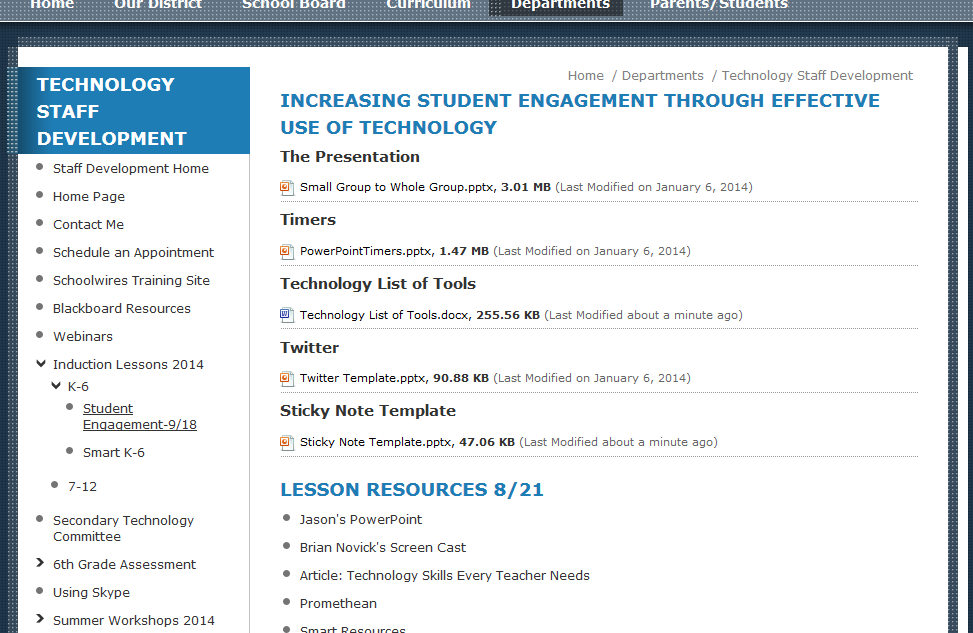 Home Our District School Board Curriculum Departments Parents/Students
Home / Departments / Technology Staff Development
TECHNOLOGY
STAFF
DEVELOPMENT
Staff Development Home
Home Page
Contact Me
Schedule an Appointment
Schoolwires Training Site
Blackboard Resources
Webinars
Induction Lessons 2014
K-6
Student
Engagement-9/18
Smart K-6
7-12
Secondary Technology
Committee
6th Grade Assessment
Using Skype
Summer Workshops 2014
INCREASING STUDENT ENGAGEMENT THROUGH EFFECTIVE
USE OF TECHNOLOGY
The Presentation
Small Group to Whole Group.pptx, 3.01 MB (Last Modified on January 6, 2014)
Timers
PowerPointTimers.pptx, 1.47 MB (Last Modified on January 6, 2014)
Technology List of Tools
Technology List of Tools.docx, 255.56 KB (Last Modified about a minute ago)
Twitter
Twitter Template.pptx, 90.88 KB (Last Modified on January 6, 2014)
Sticky Note Template
Sticky Note Template.pptx, 47.06 KB (Last Modified about a minute ago)
LESSON RESOURCES 8/21
Jason's PowerPoint
Brian Novick's Screen Cast
Article: Technology Skills Every Teacher Needs
Promethean
Smart Resources